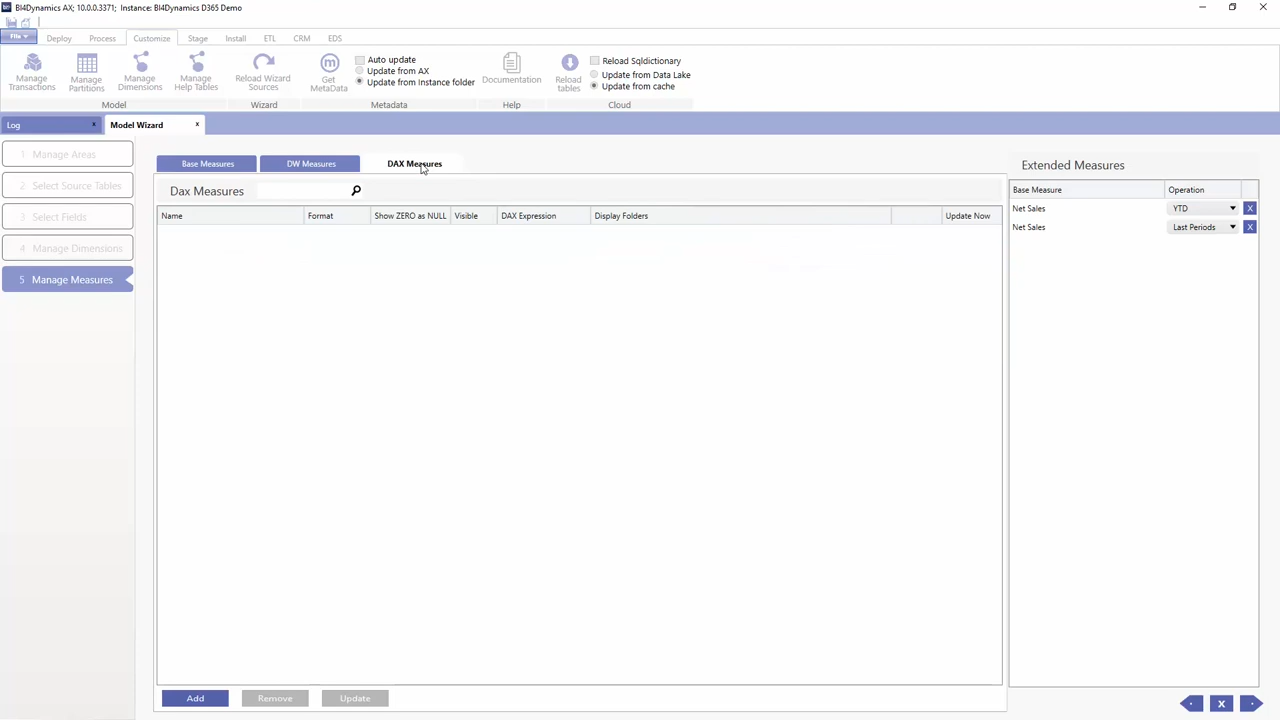 BI4Dynamics AX; 10.0.0.3371; Instance: BI4Dynamics D365 Demo
File
Deploy
Process
Customize
Stage
Install
ETL
CRM
EDS
Manage Transactions
Manage Partitions
Manage Dimensions
Manage Help Tables
Model
Reload Wizard Sources
Wizard
Get MetaData
Auto update
Update from AX
Update from Instance folder
Metadata
Documentation
Help
Reload tables
Reload Sqldictionary
Update from Data Lake
Update from cache
Cloud
Log x
Model Wizard x
1 Manage Areas
2 Select Source Tables
3 Select Fields
4 Manage Dimensions
5 Manage Measures
Base Measures
DW Measures
DAX Measures
Dax Measures
Name
Format
Show ZERO as NULL
Visible
DAX Expression
Display Folders
Update Now
Add
Remove
Update
Extended Measures
Base Measure
Operation
Net Sales
YTD
X
Net Sales
Last Periods
X
X